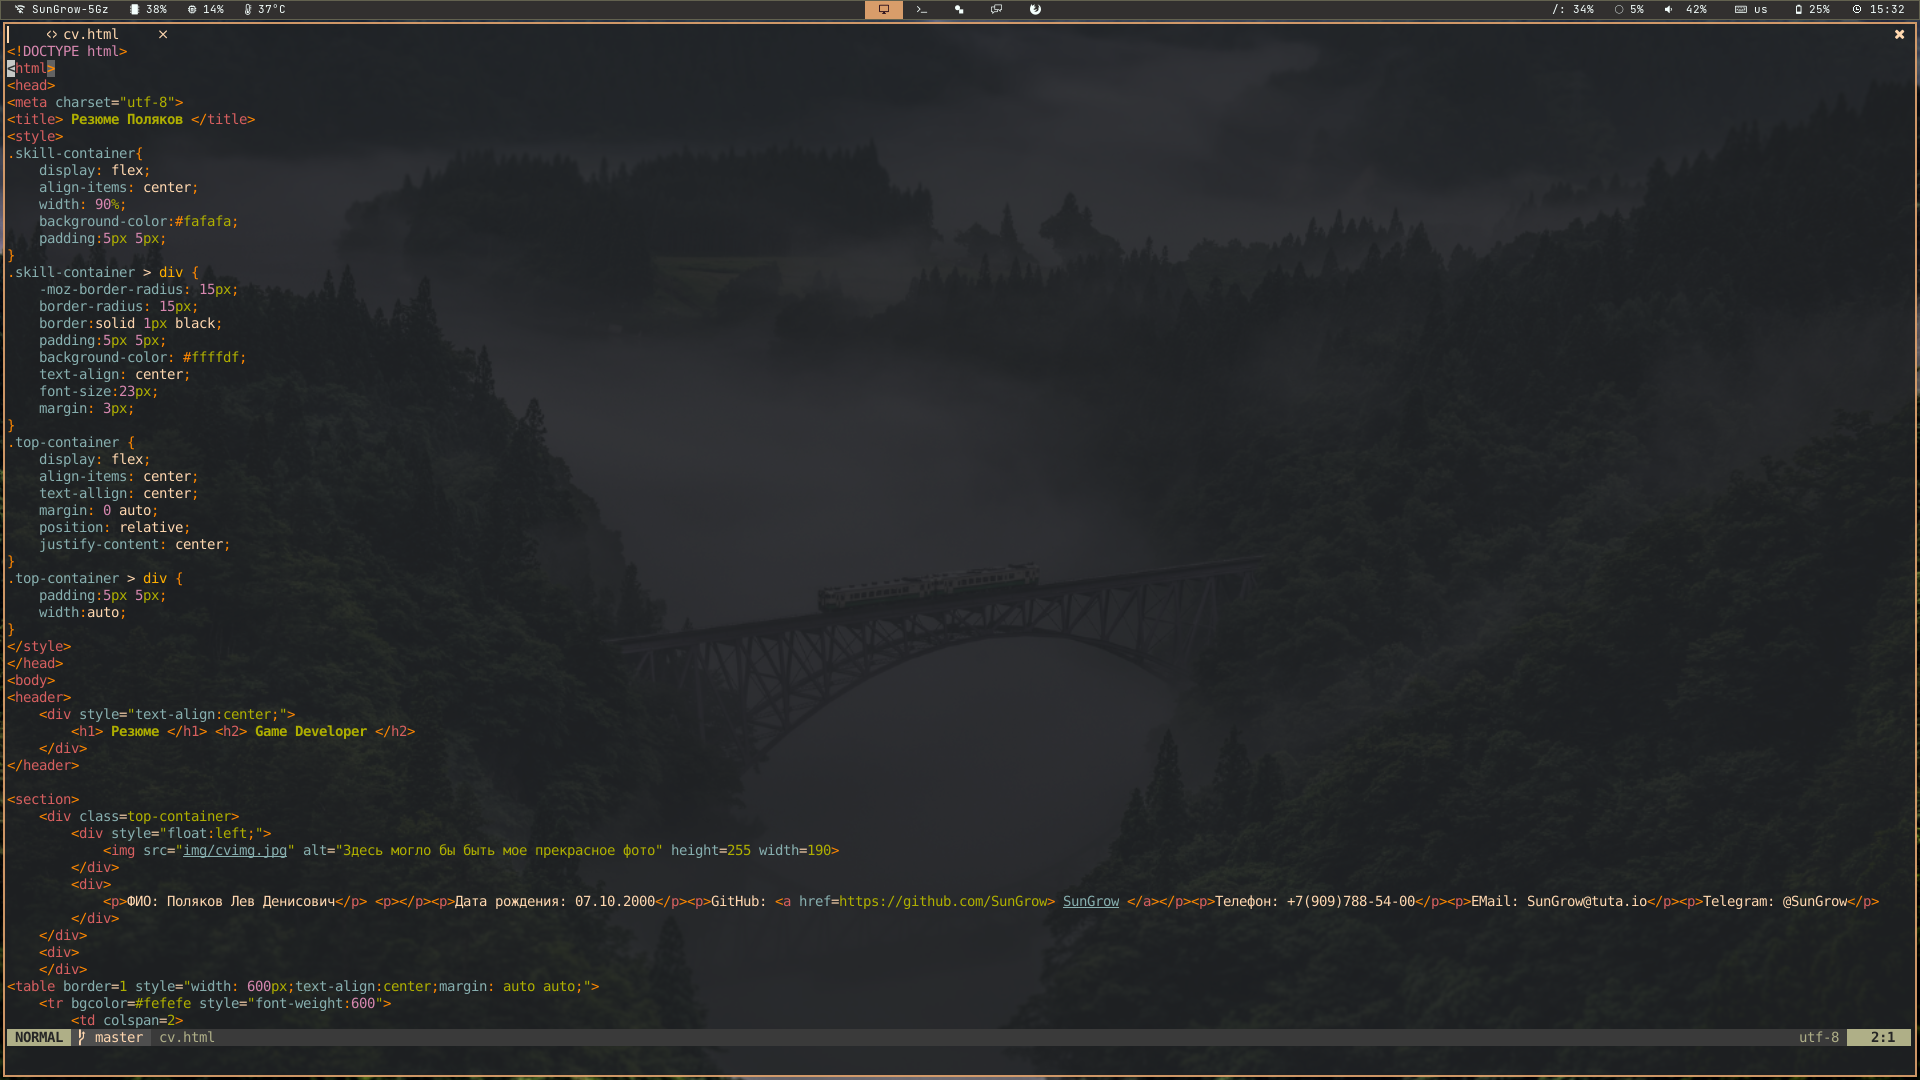 SunGrow-5Gz 38% 14% 37°C /: 34% 5% 42% us 25% 15:32
<> cv.html × ✖
<!DOCTYPE html>
<html>
<head>
<meta charset="utf-8">
<title> Резюме Поляков </title>
<style>
.skill-container{
    display: flex;
    align-items: center;
    width: 90%;
    background-color:#fafafa;
    padding:5px 5px;
}
.skill-container > div {
    -moz-border-radius: 15px;
    border-radius: 15px;
    border:solid 1px black;
    padding:5px 5px;
    background-color: #ffffdf;
    text-align: center;
    font-size:23px;
    margin: 3px;
}
.top-container {
    display: flex;
    align-items: center;
    text-allign: center;
    margin: 0 auto;
    position: relative;
    justify-content: center;
}
.top-container > div {
    padding:5px 5px;
    width:auto;
}
</style>
</head>
<body>
<header>
    <div style="text-align:center;">
        <h1> Резюме </h1> <h2> Game Developer </h2>
    </div>
</header>

<section>
    <div class=top-container>
        <div style="float:left;">
            <img src="img/cvimg.jpg" alt="Здесь могло бы быть мое прекрасное фото" height=255 width=190>
        </div>
        <div>
            <p>ФИО: Поляков Лев Денисович</p> <p></p><p>Дата рождения: 07.10.2000</p><p>GitHub: <a href=https://github.com/SunGrow> SunGrow </a></p><p>Телефон: +7(909)788-54-00</p><p>EMail: SunGrow@tuta.io</p><p>Telegram: @SunGrow</p>
        </div>
    </div>
    <div>
    </div>
<table border=1 style="width: 600px;text-align:center;margin: auto auto;">
    <tr bgcolor=#fefefe style="font-weight:600">
        <td colspan=2>
NORMAL master cv.html utf-8 2:1